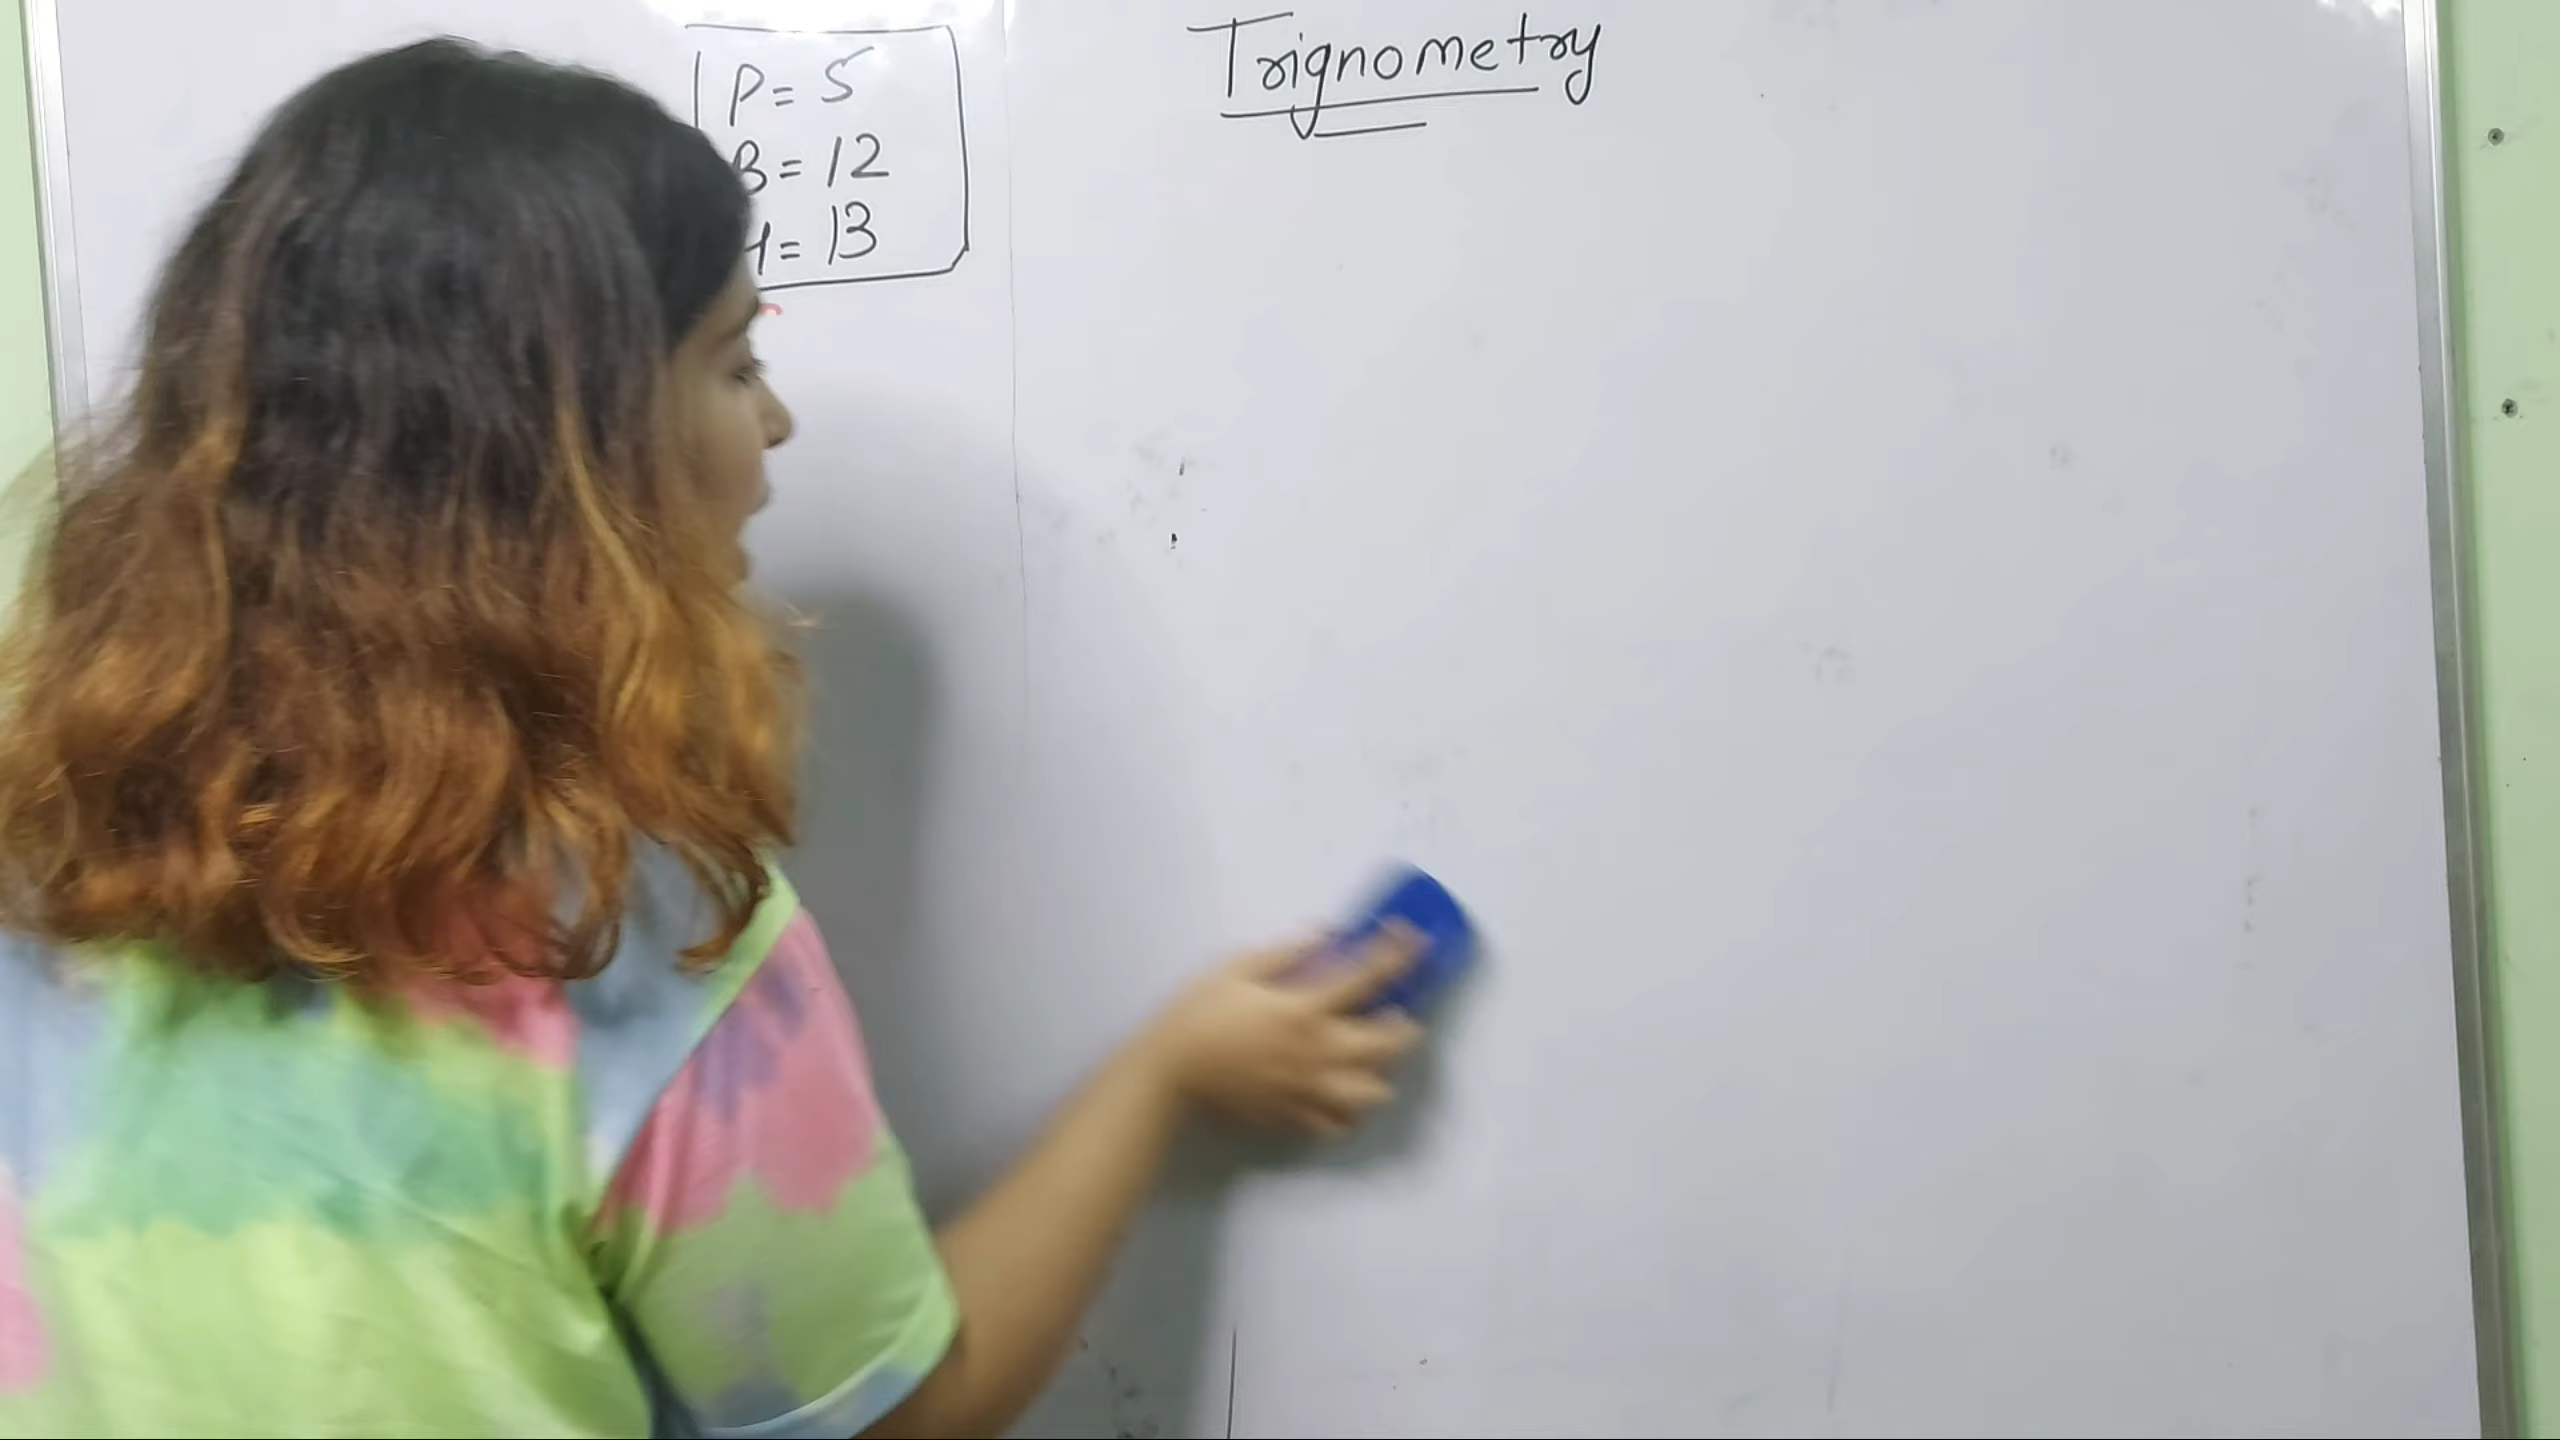 P = 5
B = 12
H = 13
Trignometry